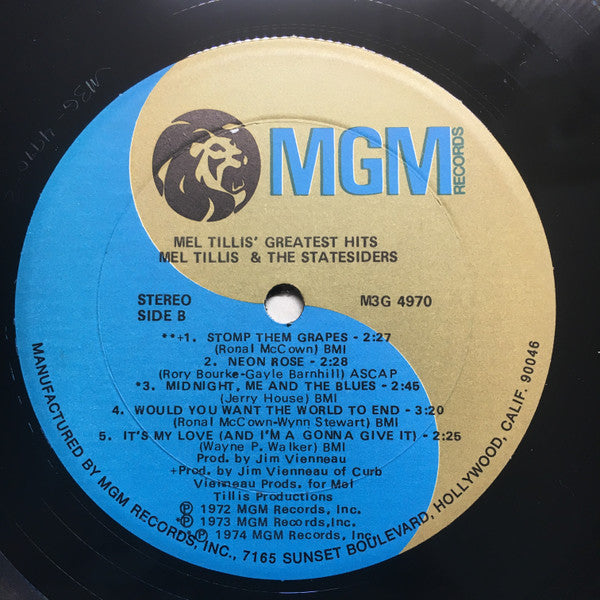 MGM
RECORDS
MEL TILLIS' GREATEST HITS
MEL TILLIS & THE STATESIDERS
STEREO
SIDE B
M3G 4970
**+1. STOMP THEM GRAPES - 2:27
(Ronal McCown) BMI
2. NEON ROSE - 2:28
(Rory Bourke-Gayle Barnhill) ASCAP
*3. MIDNIGHT, ME AND THE BLUES - 2:45
(Jerry House) BMI
4. WOULD YOU WANT THE WORLD TO END - 3:20
(Ronal McCown-Wynn Stewart) BMI
5. IT'S MY LOVE (AND I'M A GONNA GIVE IT) - 2:25
(Wayne P. Walker) BMI
Prod. by Jim Vienneau
+Prod. by Jim Vienneau of Curb
Vieineau Prods. for Mel
Tillis Productions
℗ 1972 MGM Records, Inc.
*℗ 1973 MGM Records,Inc.
**℗ 1974 MGM Records, Inc.
MANUFACTURED BY MGM RECORDS, INC., 7165 SUNSET BOULEVARD, HOLLYWOOD, CALIF. 90046